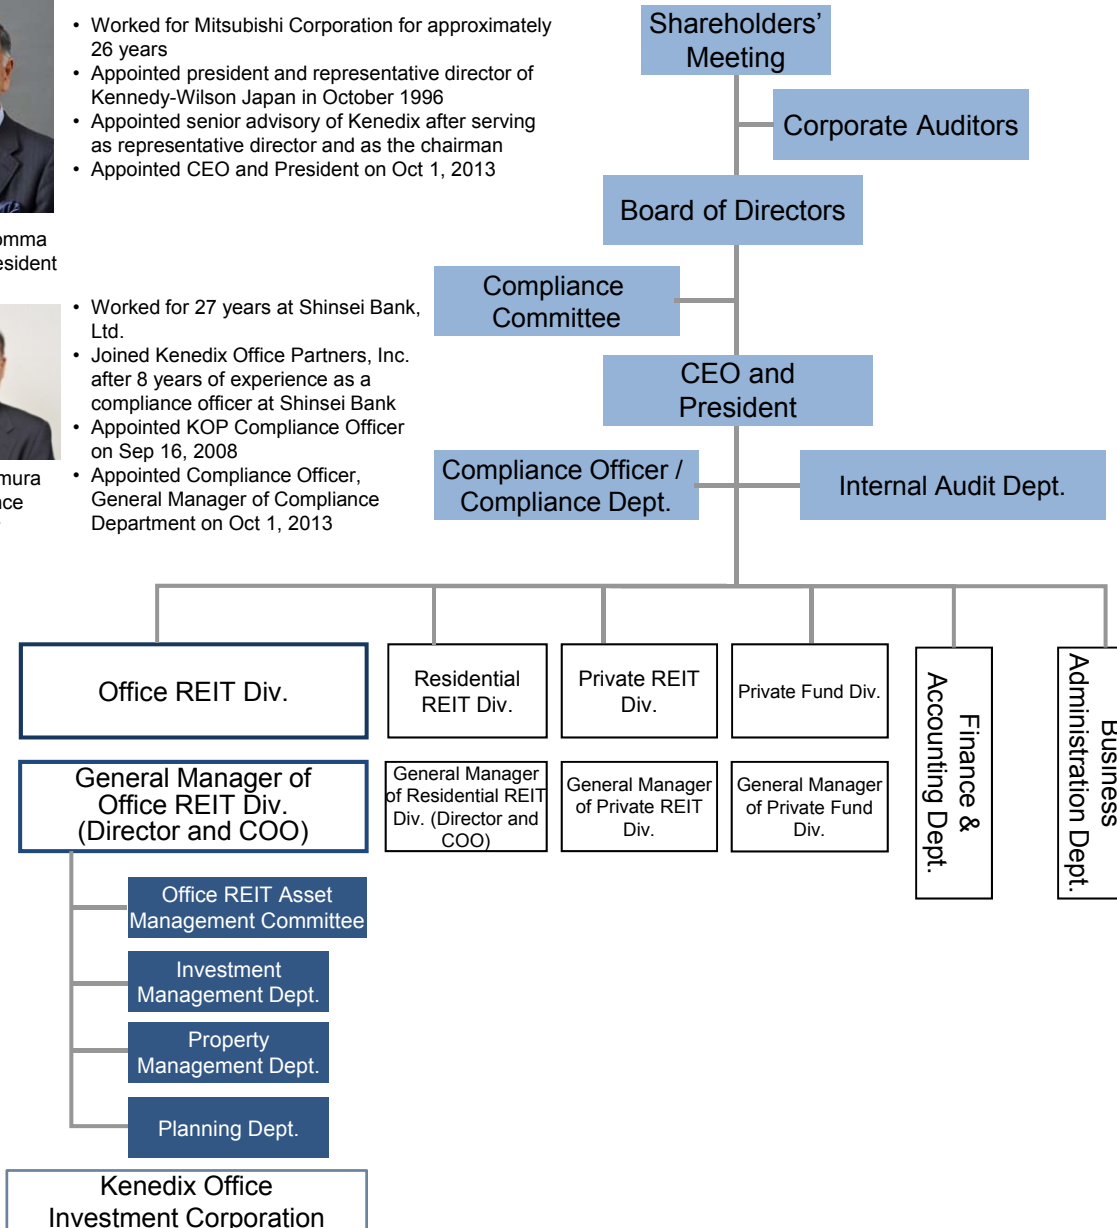 • Worked for Mitsubishi Corporation for approximately
26 years
• Appointed president and representative director of
Kennedy-Wilson Japan in October 1996
• Appointed senior advisory of Kenedix after serving
as representative director and as the chairman
• Appointed CEO and President on Oct 1, 2013
• Worked for 27 years at Shinsei Bank,
Ltd.
• Joined Kenedix Office Partners, Inc.
after 8 years of experience as a
compliance officer at Shinsei Bank
• Appointed KOP Compliance Officer
on Sep 16, 2008
• Appointed Compliance Officer,
General Manager of Compliance
Department on Oct 1, 2013
Shareholders'
Meeting
Corporate Auditors
Board of Directors
Compliance
Committee
CEO and
President
Compliance Officer /
Compliance Dept.
Internal Audit Dept.
Office REIT Div.
Residential
REIT Div.
Private REIT
Div.
Private Fund Div.
Finance &
Accounting Dept.
Business
Administration Dept.
General Manager of
Office REIT Div.
(Director and COO)
General Manager
of Residential REIT
Div. (Director and
COO)
General Manager
of Private REIT
Div.
General Manager
of Private Fund
Div.
Office REIT Asset
Management Committee
Investment
Management Dept.
Property
Management Dept.
Planning Dept.
Kenedix Office
Investment Corporation